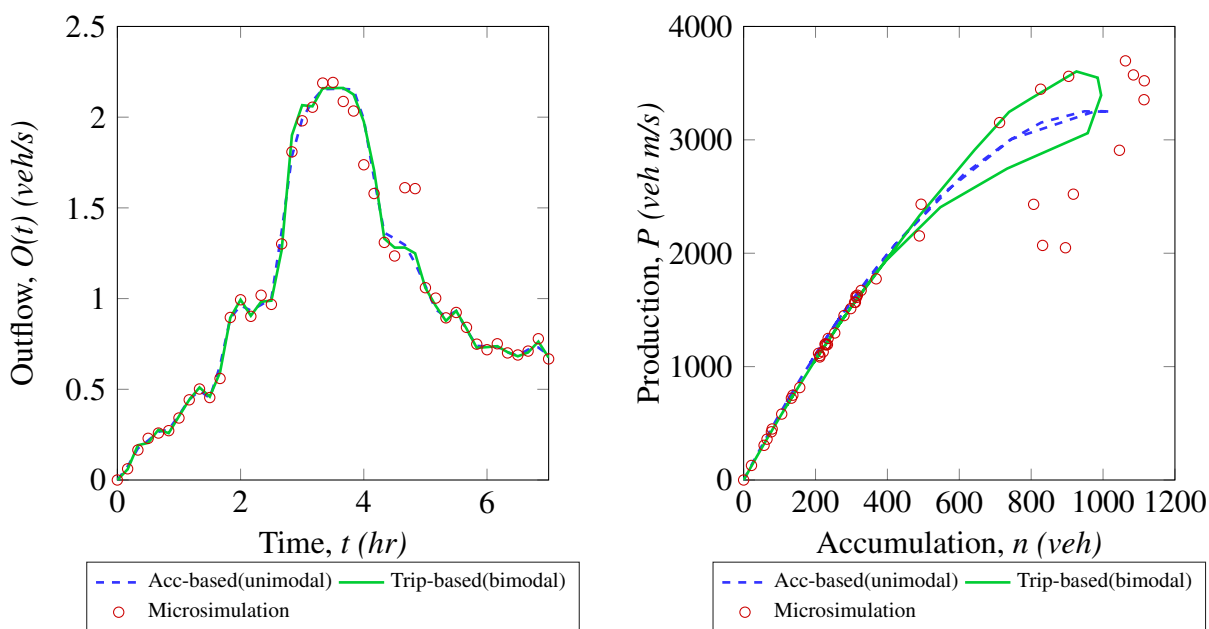 2.5
2
1.5
1
0.5
0
Outflow, O(t) (veh/s)
0 2 4 6
Time, t (hr)
Acc-based(unimodal) Trip-based(bimodal)
Microsimulation
4000
3000
2000
1000
0
Production, P (veh m/s)
0 200 400 600 800 1000 1200
Accumulation, n (veh)
Acc-based(unimodal) Trip-based(bimodal)
Microsimulation